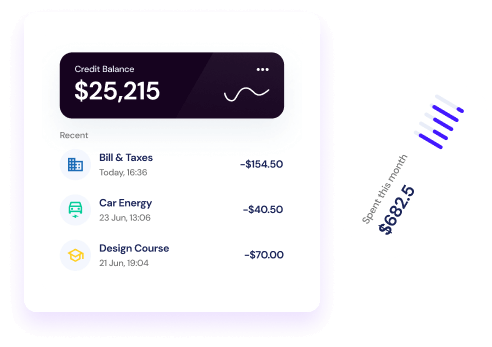 Credit Balance
$25,215
Recent
Bill & Taxes
Today, 16:36
-$154.50
Car Energy
23 Jun, 13:06
-$40.50
Design Course
21 Jun, 19:04
-$70.00
Spent this month
$682.5